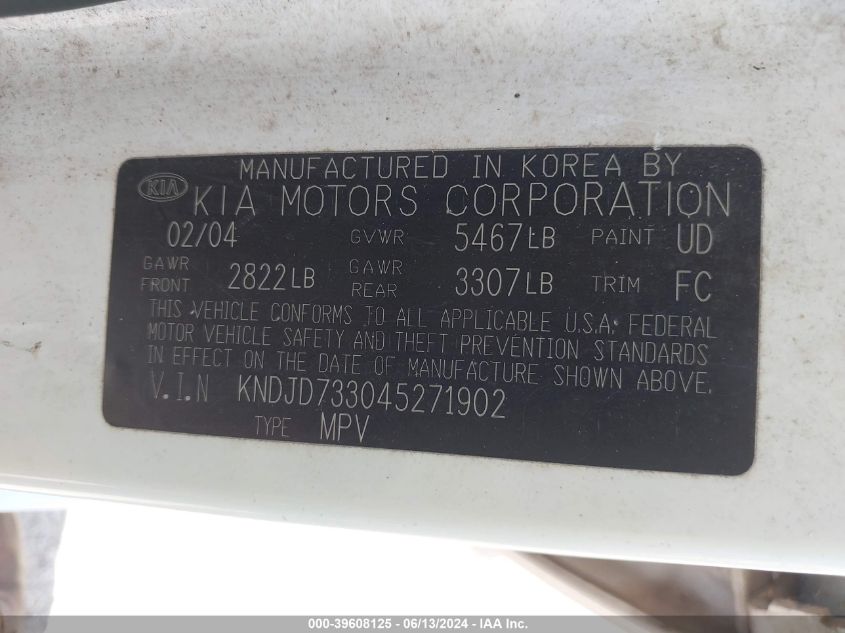 MANUFACTURED IN KOREA BY
KIA KIA MOTORS CORPORATION
02/04 GVWR 5467LB PAINT UD
GAWR FRONT 2822LB GAWR REAR 3307LB TRIM FC
THIS VEHICLE CONFORMS TO ALL APPLICABLE U.S.A. FEDERAL
MOTOR VEHICLE SAFETY AND THEFT PREVENTION STANDARDS
IN EFFECT ON THE DATE OF MANUFACTURE SHOWN ABOVE.
V.I.N KNDJD733045271902
TYPE MPV
000-39608125 - 06/13/2024 - IAA Inc.